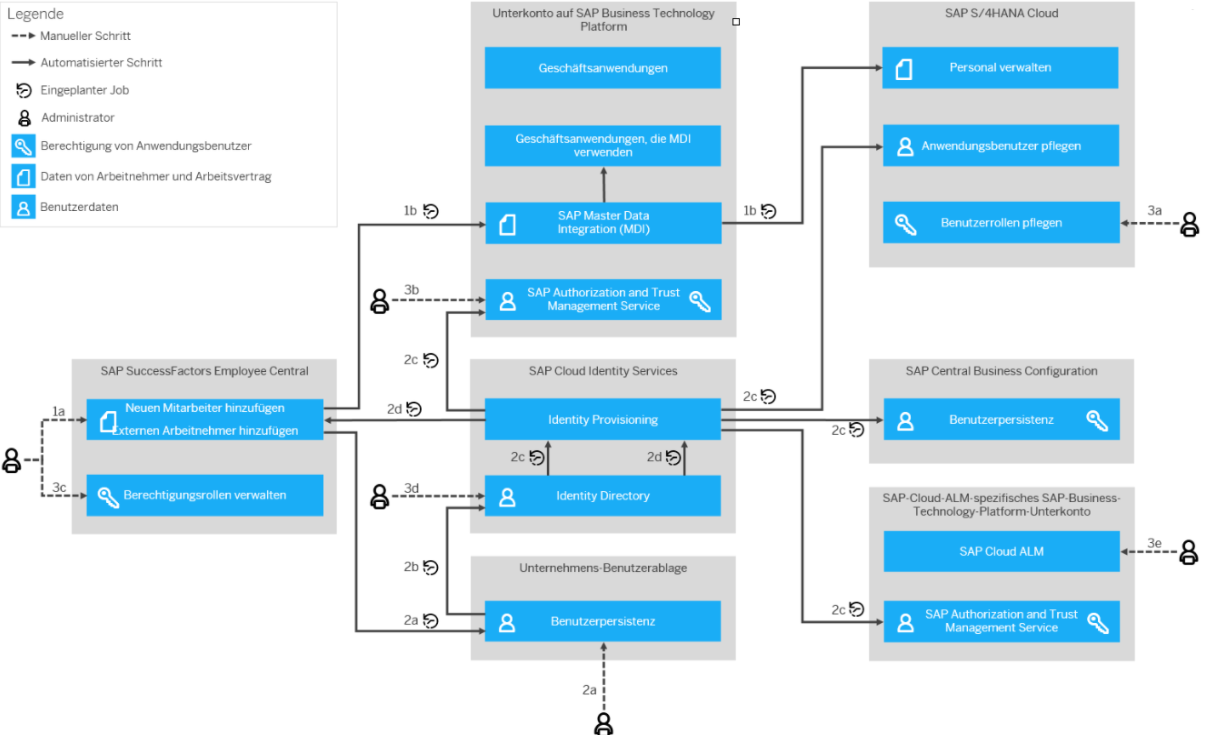 Legende
Manueller Schritt
Automatisierter Schritt
Eingeplanter Job
Administrator
Berechtigung von Anwendungsbenutzer
Daten von Arbeitnehmer und Arbeitsvertrag
Benutzerdaten
Unterkonto auf SAP Business Technology
Platform
Geschäftsanwendungen
Geschäftsanwendungen, die MDI
verwenden
1b
SAP Master Data
Integration (MDI)
1b
3b
SAP Authorization and Trust
Management Service
2c
SAP S/4HANA Cloud
Personal verwalten
Anwendungsbenutzer pflegen
Benutzerrollen pflegen
3a
SAP SuccessFactors Employee Central
1a
Neuen Mitarbeiter hinzufügen
Externen Arbeitnehmer hinzufügen
3c
Berechtigungsrollen verwalten
2d
SAP Cloud Identity Services
Identity Provisioning
2c
2d
3d
Identity Directory
2b
2a
Unternehmens-Benutzerablage
Benutzerpersistenz
2a
2c
2c
SAP Central Business Configuration
Benutzerpersistenz
SAP-Cloud-ALM-spezifisches SAP-Business-
Technology-Platform-Unterkonto
SAP Cloud ALM
3e
2c
SAP Authorization and Trust
Management Service